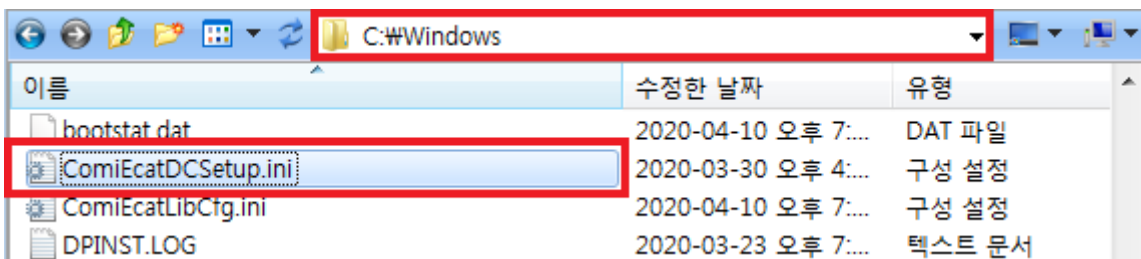 C:₩Windows
이름 수정한 날짜 유형
bootstat.dat 2020-04-10 오후 7:... DAT 파일
ComiEcatDCSetup.ini 2020-03-30 오후 4:... 구성 설정
ComiEcatLibCfg.ini 2020-04-10 오후 7:... 구성 설정
DPINST.LOG 2020-03-23 오후 7:... 텍스트 문서